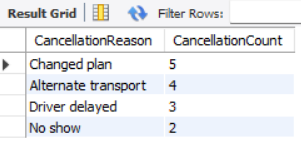 Result Grid Filter Rows:
CancellationReason CancellationCount
Changed plan 5
Alternate transport 4
Driver delayed 3
No show 2